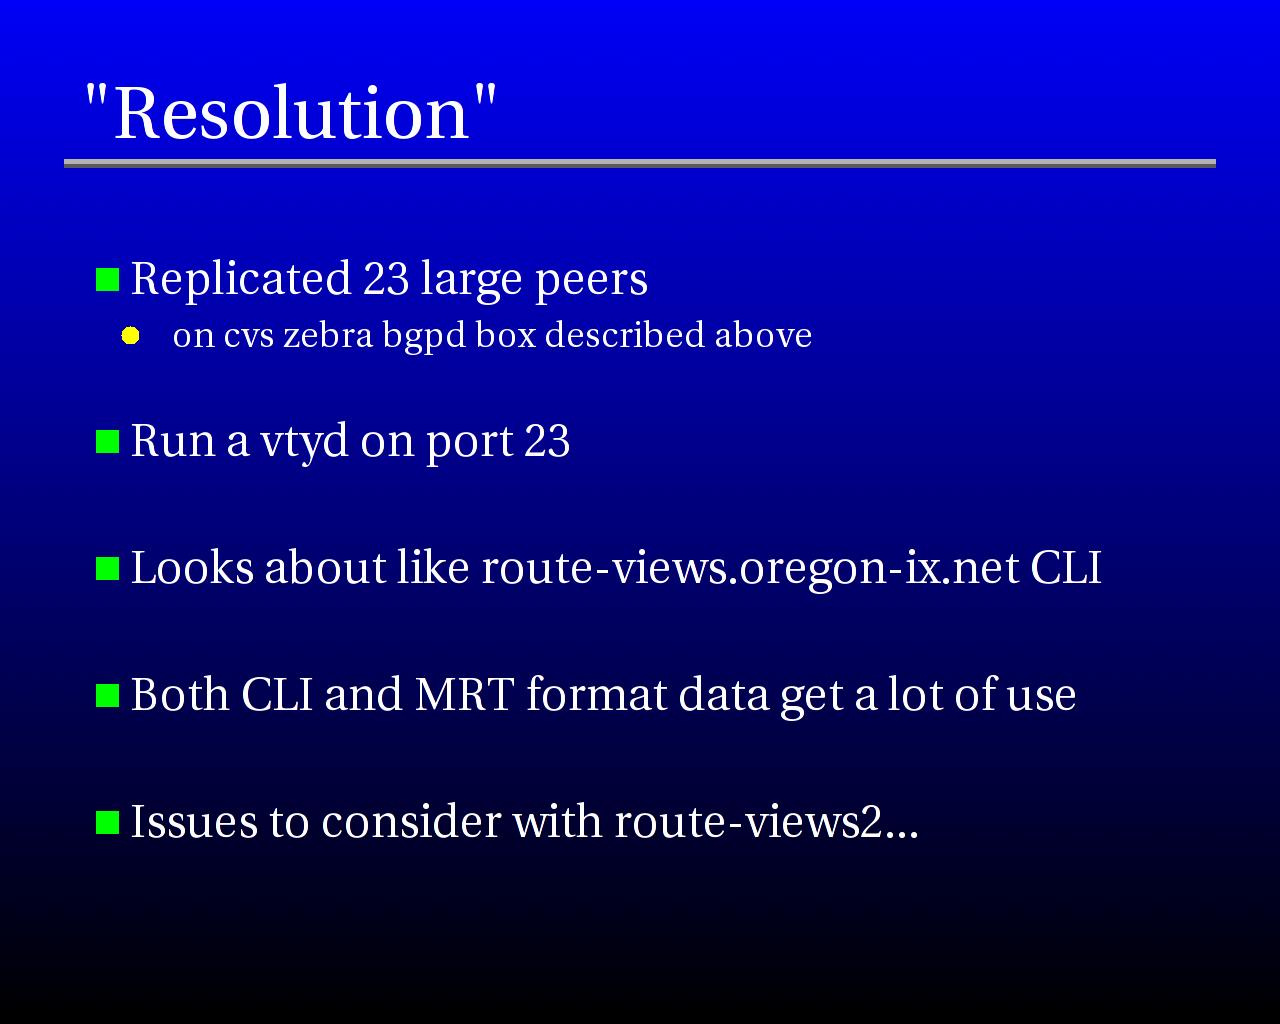 "Resolution"
Replicated 23 large peers
on cvs zebra bgpd box described above
Run a vtyd on port 23
Looks about like route-views.oregon-ix.net CLI
Both CLI and MRT format data get a lot of use
Issues to consider with route-views2...